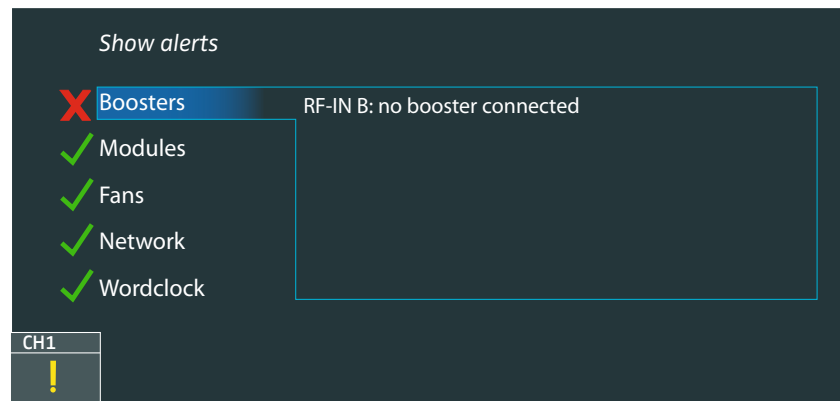 Show alerts
Boosters
RF-IN B: no booster connected
Modules
Fans
Network
Wordclock
CH1
!